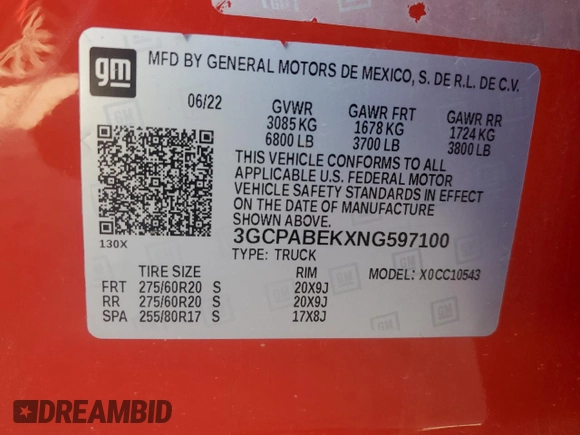 gm
MFD BY GENERAL MOTORS DE MEXICO, S. DE R.L. DE C.V.
06/22 GVWR GAWR FRT GAWR RR
3085 KG 1678 KG 1724 KG
6800 LB 3700 LB 3800 LB
THIS VEHICLE CONFORMS TO ALL
APPLICABLE U.S. FEDERAL MOTOR
VEHICLE SAFETY STANDARDS IN EFFECT
ON THE DATE OF MANUFACTURE
SHOWN ABOVE.
130X 3GCPABEKXNG597100
TYPE: TRUCK MODEL: X0CC10543
TIRE SIZE RIM
FRT 275/60R20 S 20X9J
RR 275/60R20 S 20X9J
SPA 255/80R17 S 17X8J
DREAMBID